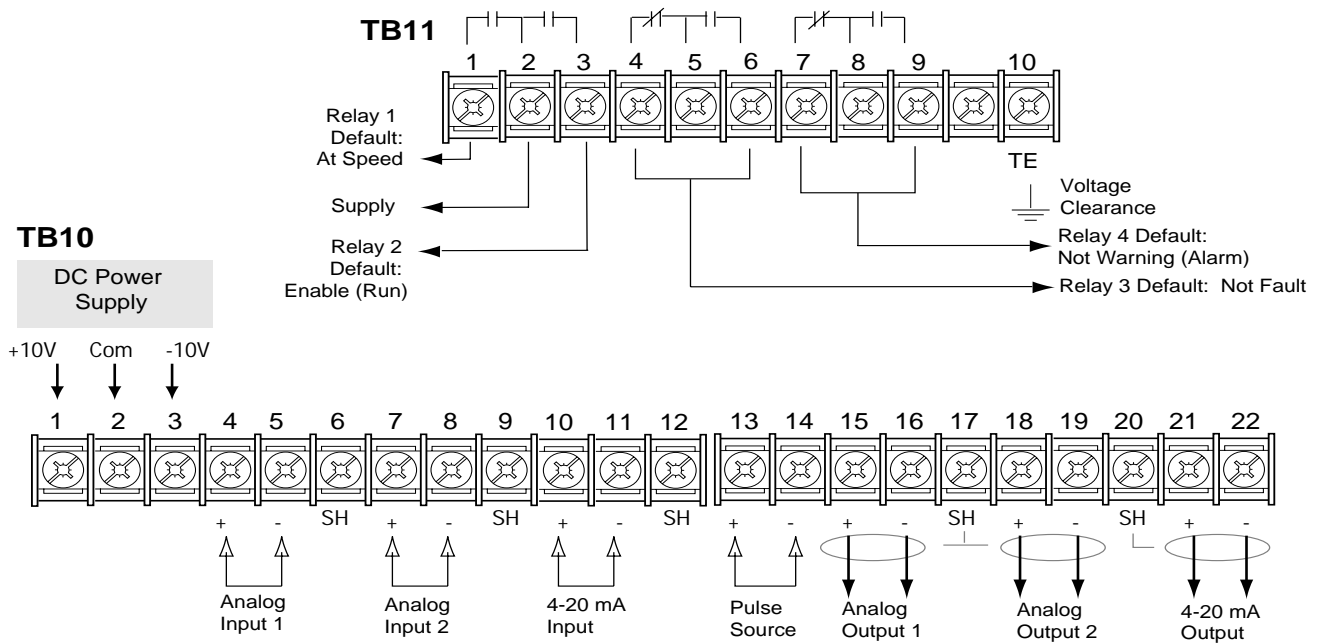 TB11
1 2 3 4 5 6 7 8 9 10
Relay 1
Default:
At Speed
Supply
Relay 2
Default:
Enable (Run)
TE
Voltage
Clearance
Relay 4 Default:
Not Warning (Alarm)
Relay 3 Default: Not Fault
TB10
DC Power
Supply
+10V Com -10V
1 2 3 4 5 6 7 8 9 10 11 12 13 14 15 16 17 18 19 20 21 22
+ - SH + - SH + - SH + - + - SH + - SH + -
Analog
Input 1
Analog
Input 2
4-20 mA
Input
Pulse
Source
Analog
Output 1
Analog
Output 2
4-20 mA
Output